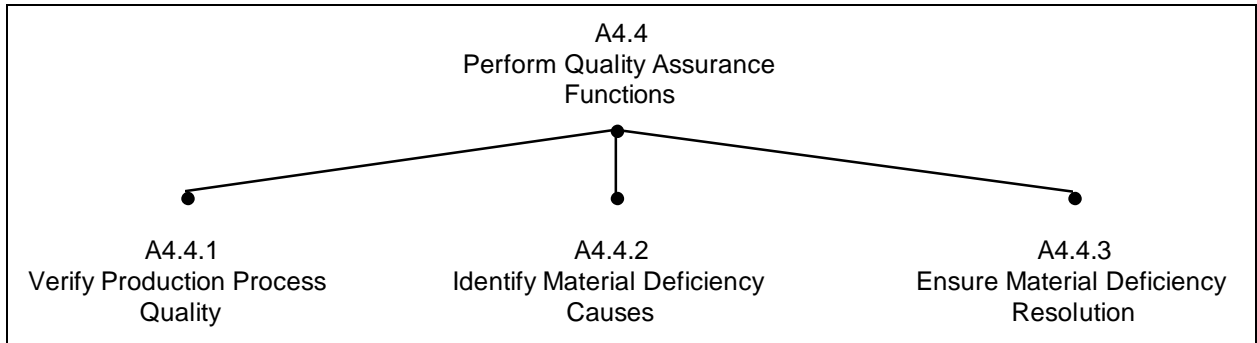 A4.4
Perform Quality Assurance
Functions
A4.4.1
Verify Production Process
Quality
A4.4.2
Identify Material Deficiency
Causes
A4.4.3
Ensure Material Deficiency
Resolution